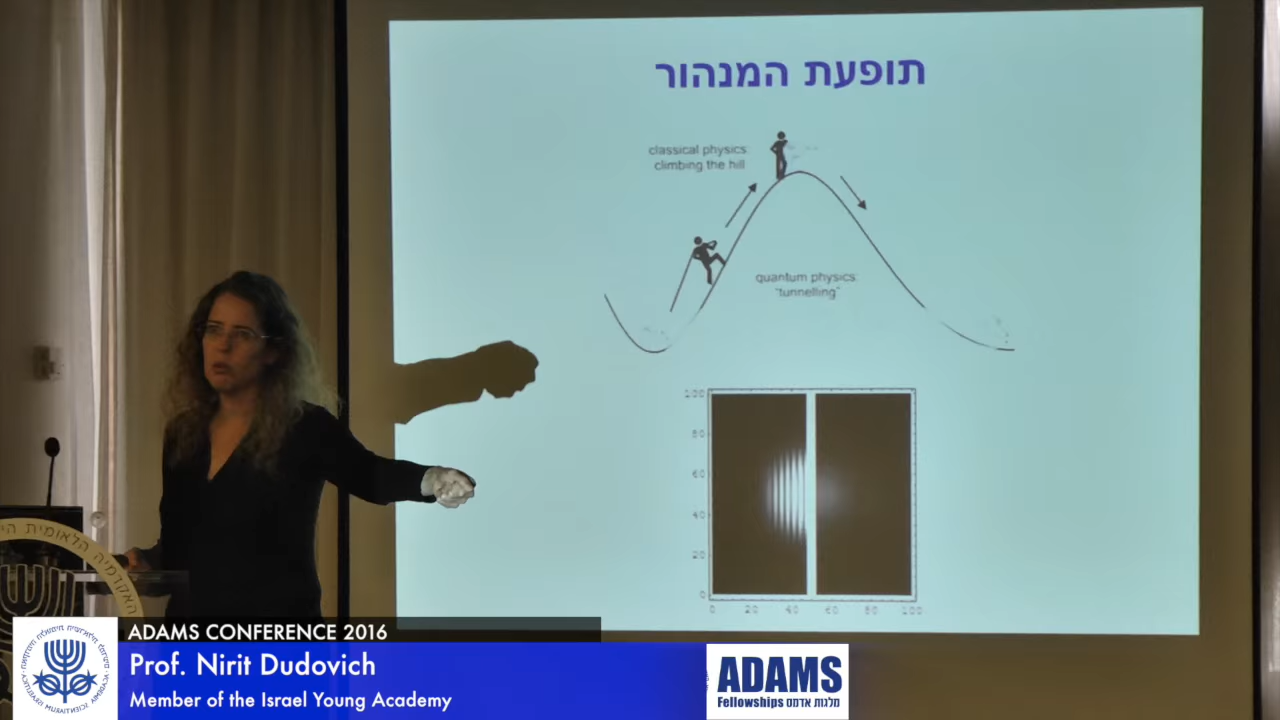 תופעת המנהור
classical physics
climbing the hill
quantum physics:
"tunnelling"
100
80
60
40
20
0
0 20 40 60 80 100
האקדמיה הלאומית
ADAMS CONFERENCE 2016
Prof. Nirit Dudovich
Member of the Israel Young Academy
ADAMS
Fellowships מלגות אדמס